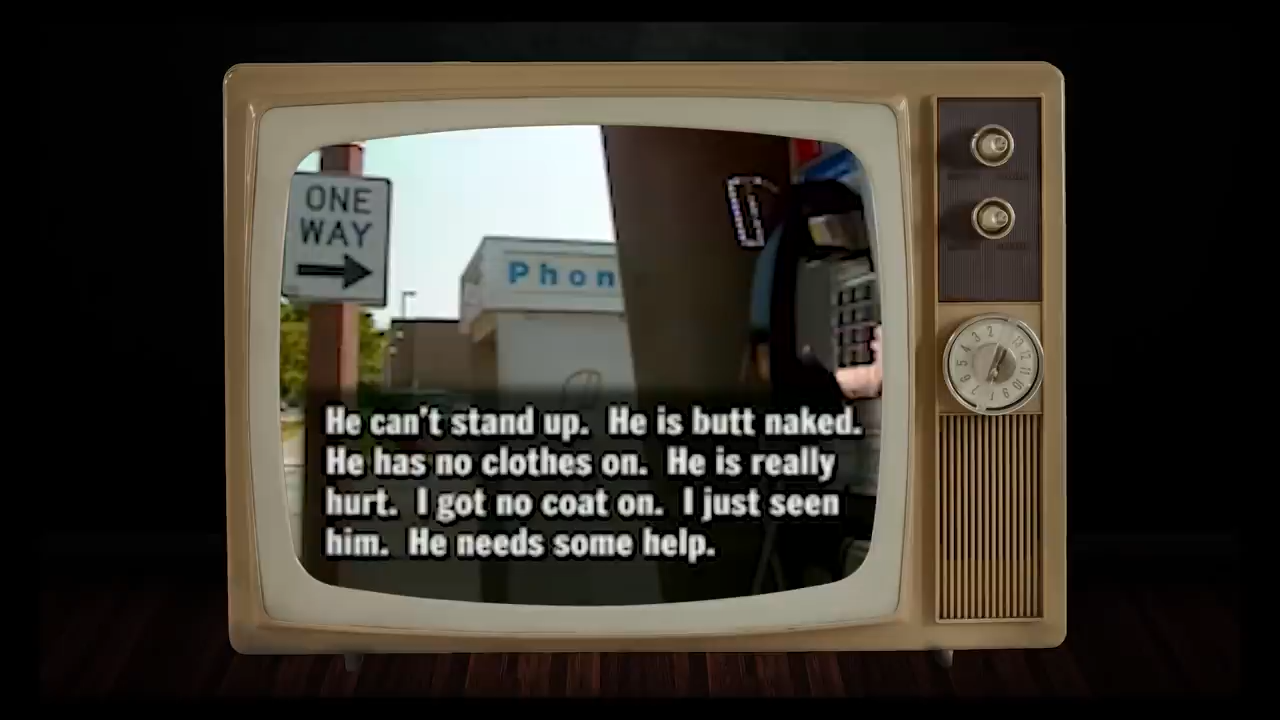 ONE
WAY
Phon
He can't stand up. He is butt naked.
He has no clothes on. He is really
hurt. I got no coat on. I just seen
him. He needs some help.